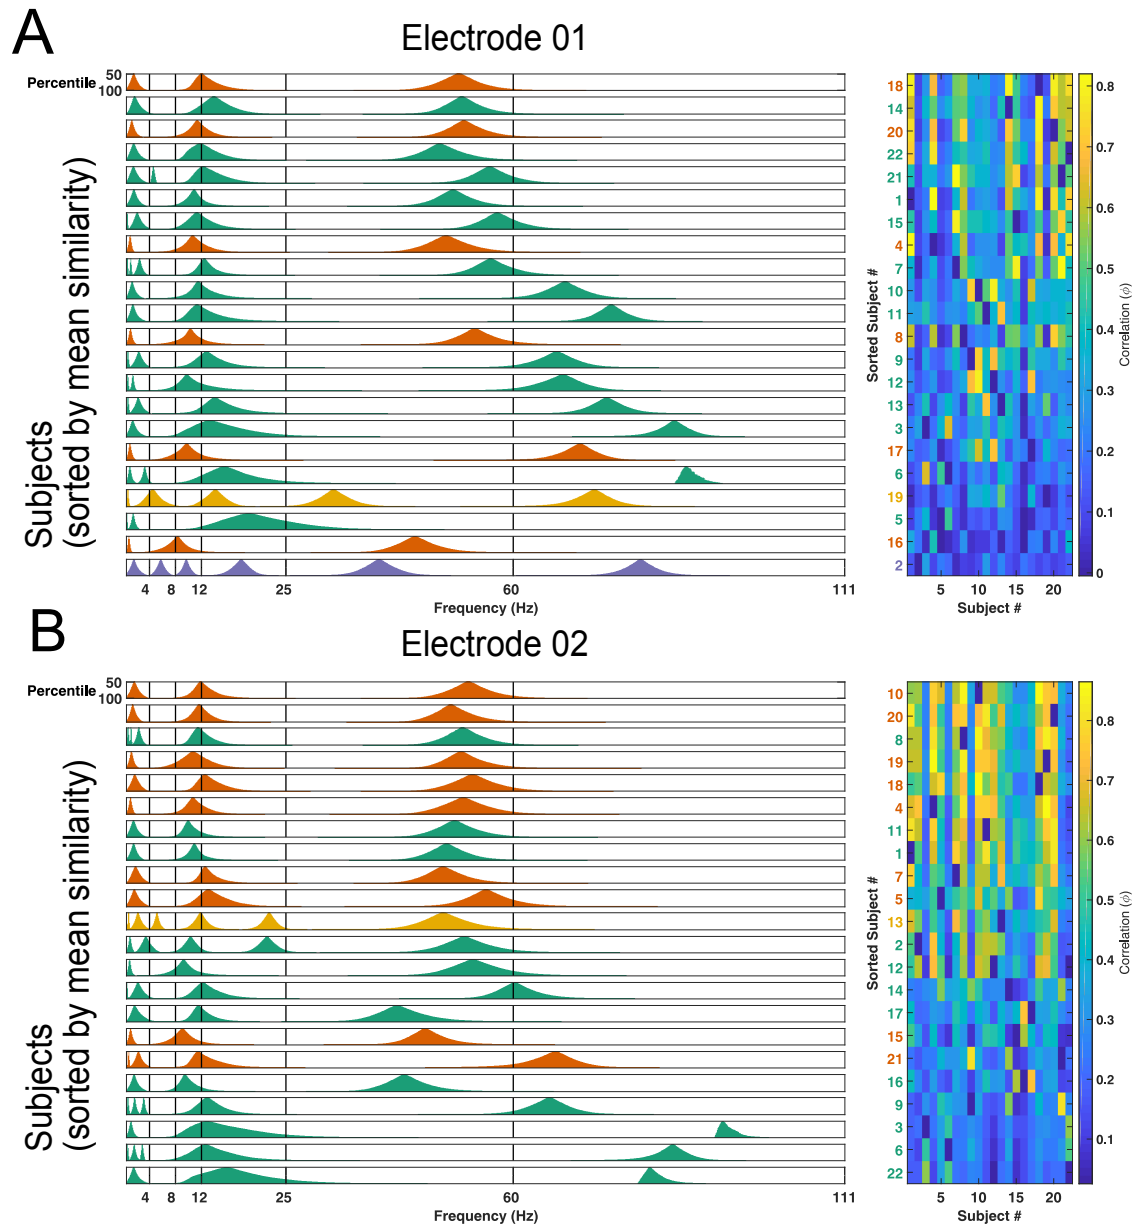 A
Electrode 01
Percentile
50
100
Subjects
(sorted by mean similarity)
4 8 12 25 60 111
Frequency (Hz)
Sorted Subject #
18
14
20
22
21
1
15
4
7
10
11
8
9
12
13
3
17
6
19
5
16
2
5 10 15 20
Subject #
0.8
0.7
0.6
0.5
0.4
0.3
0.2
0.1
0
Correlation (ϕ)
B
Electrode 02
Percentile
50
100
Subjects
(sorted by mean similarity)
4 8 12 25 60 111
Frequency (Hz)
Sorted Subject #
10
20
8
19
18
4
11
1
7
5
13
2
12
14
17
15
21
16
9
3
6
22
5 10 15 20
Subject #
0.8
0.7
0.6
0.5
0.4
0.3
0.2
0.1
Correlation (ϕ)